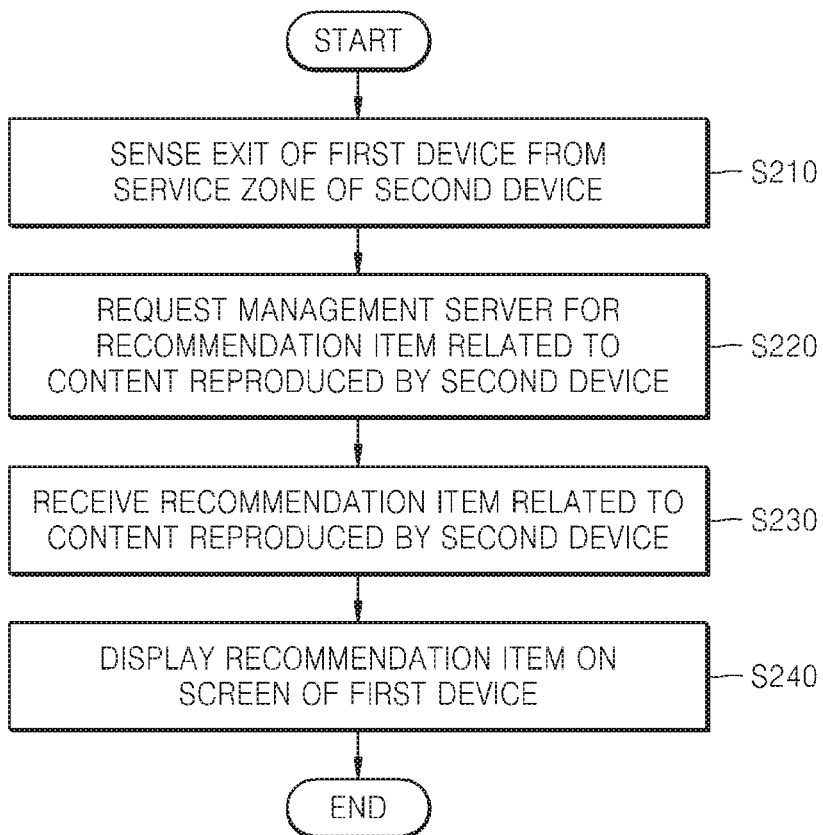 START
SENSE EXIT OF FIRST DEVICE FROM
SERVICE ZONE OF SECOND DEVICE
S210
REQUEST MANAGEMENT SERVER FOR
RECOMMENDATION ITEM RELATED TO
CONTENT REPRODUCED BY SECOND DEVICE
S220
RECEIVE RECOMMENDATION ITEM RELATED TO
CONTENT REPRODUCED BY SECOND DEVICE
S230
DISPLAY RECOMMENDATION ITEM ON
SCREEN OF FIRST DEVICE
S240
END